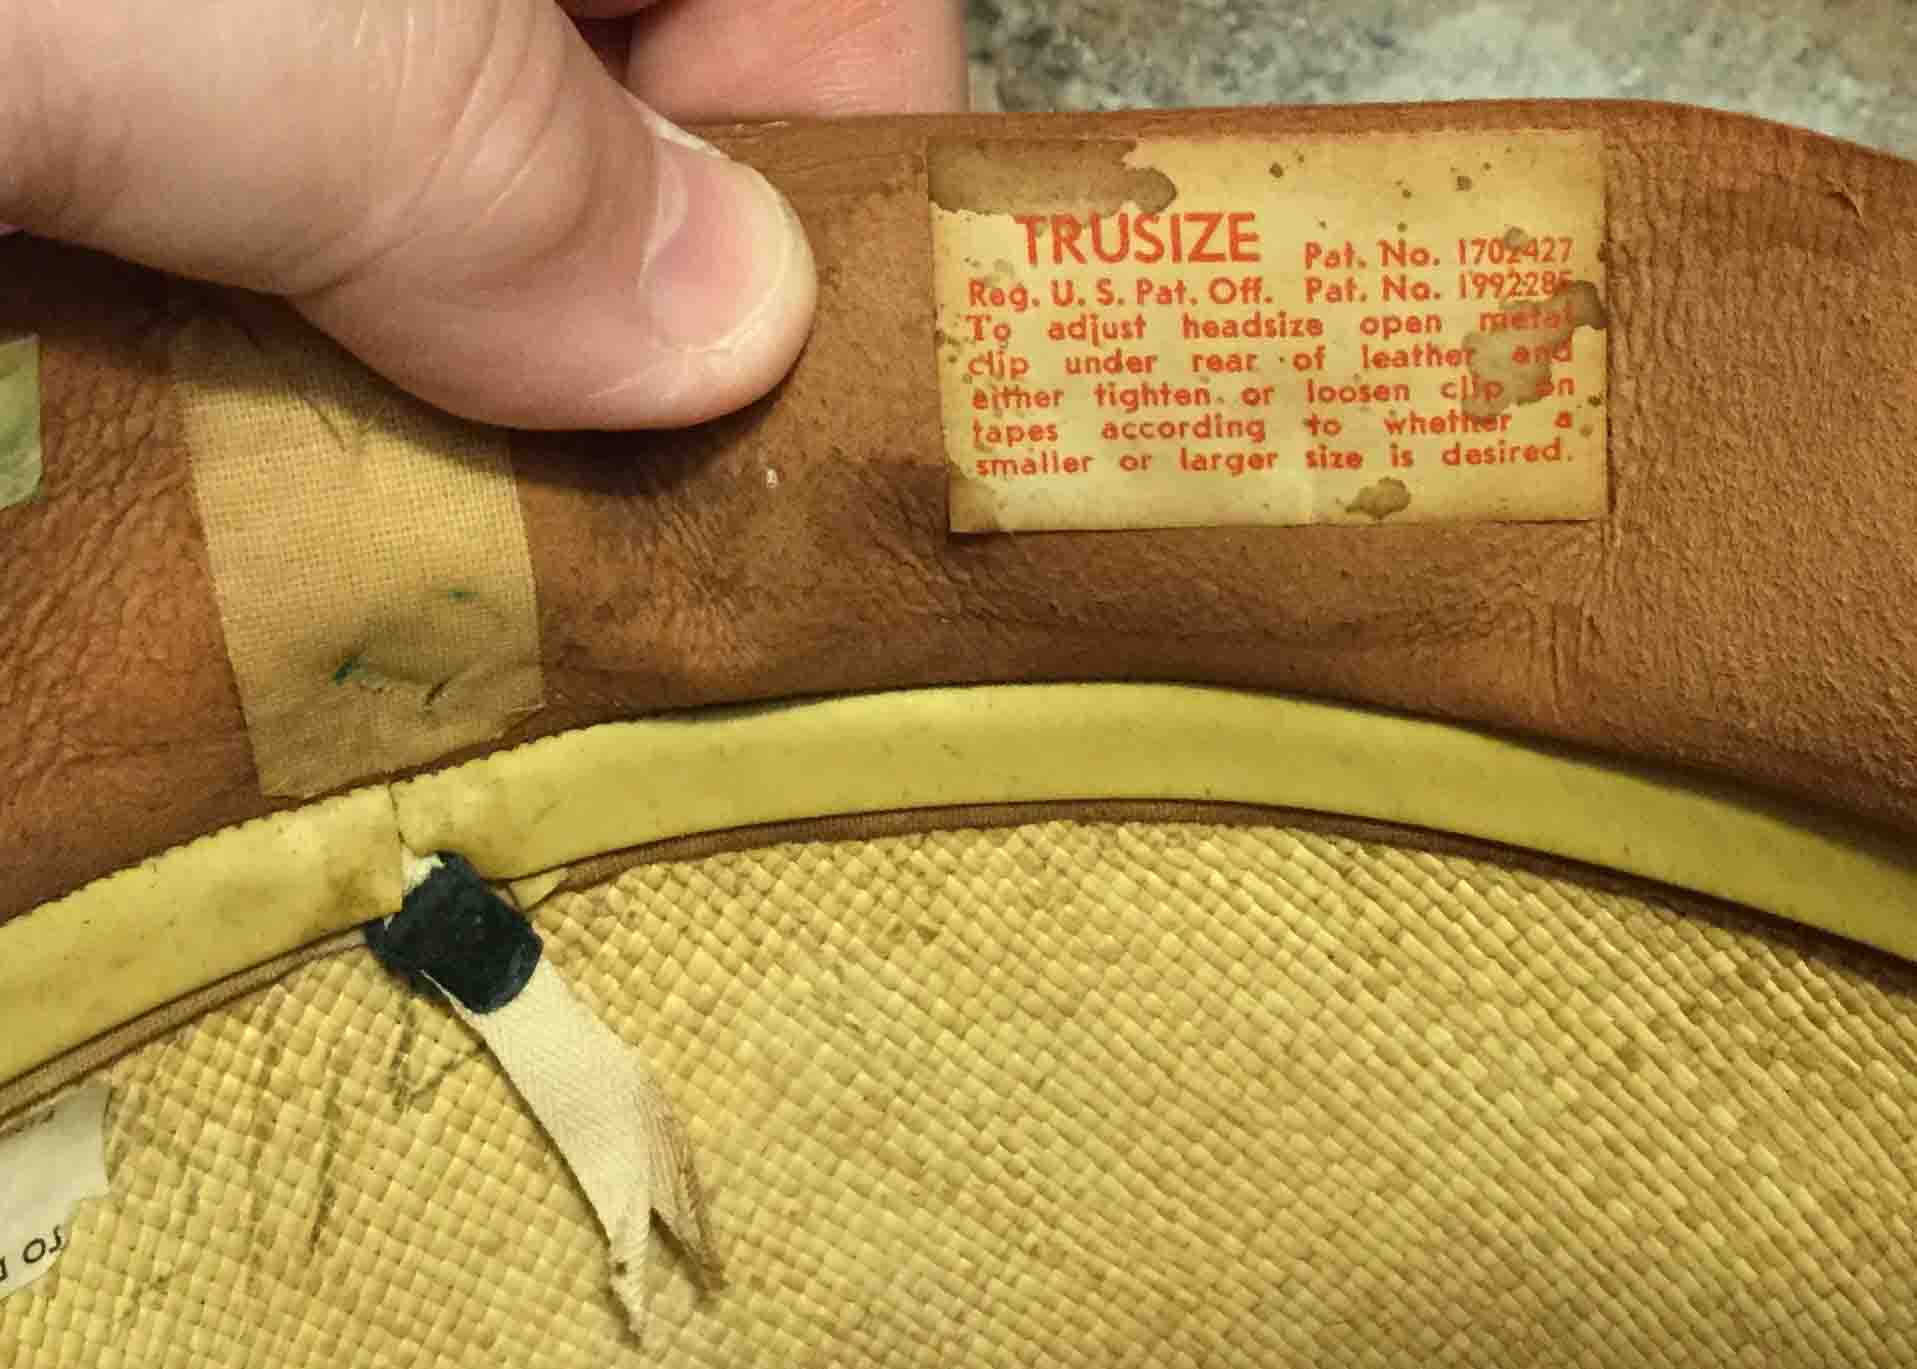 TRUSIZE Pat. No. 1702427
Reg. U. S. Pat. Off. Pat. No. 1992285
To adjust headsize open metal
clip under rear of leather and
either tighten or loosen clip on
tapes according to whether a
smaller or larger size is desired.